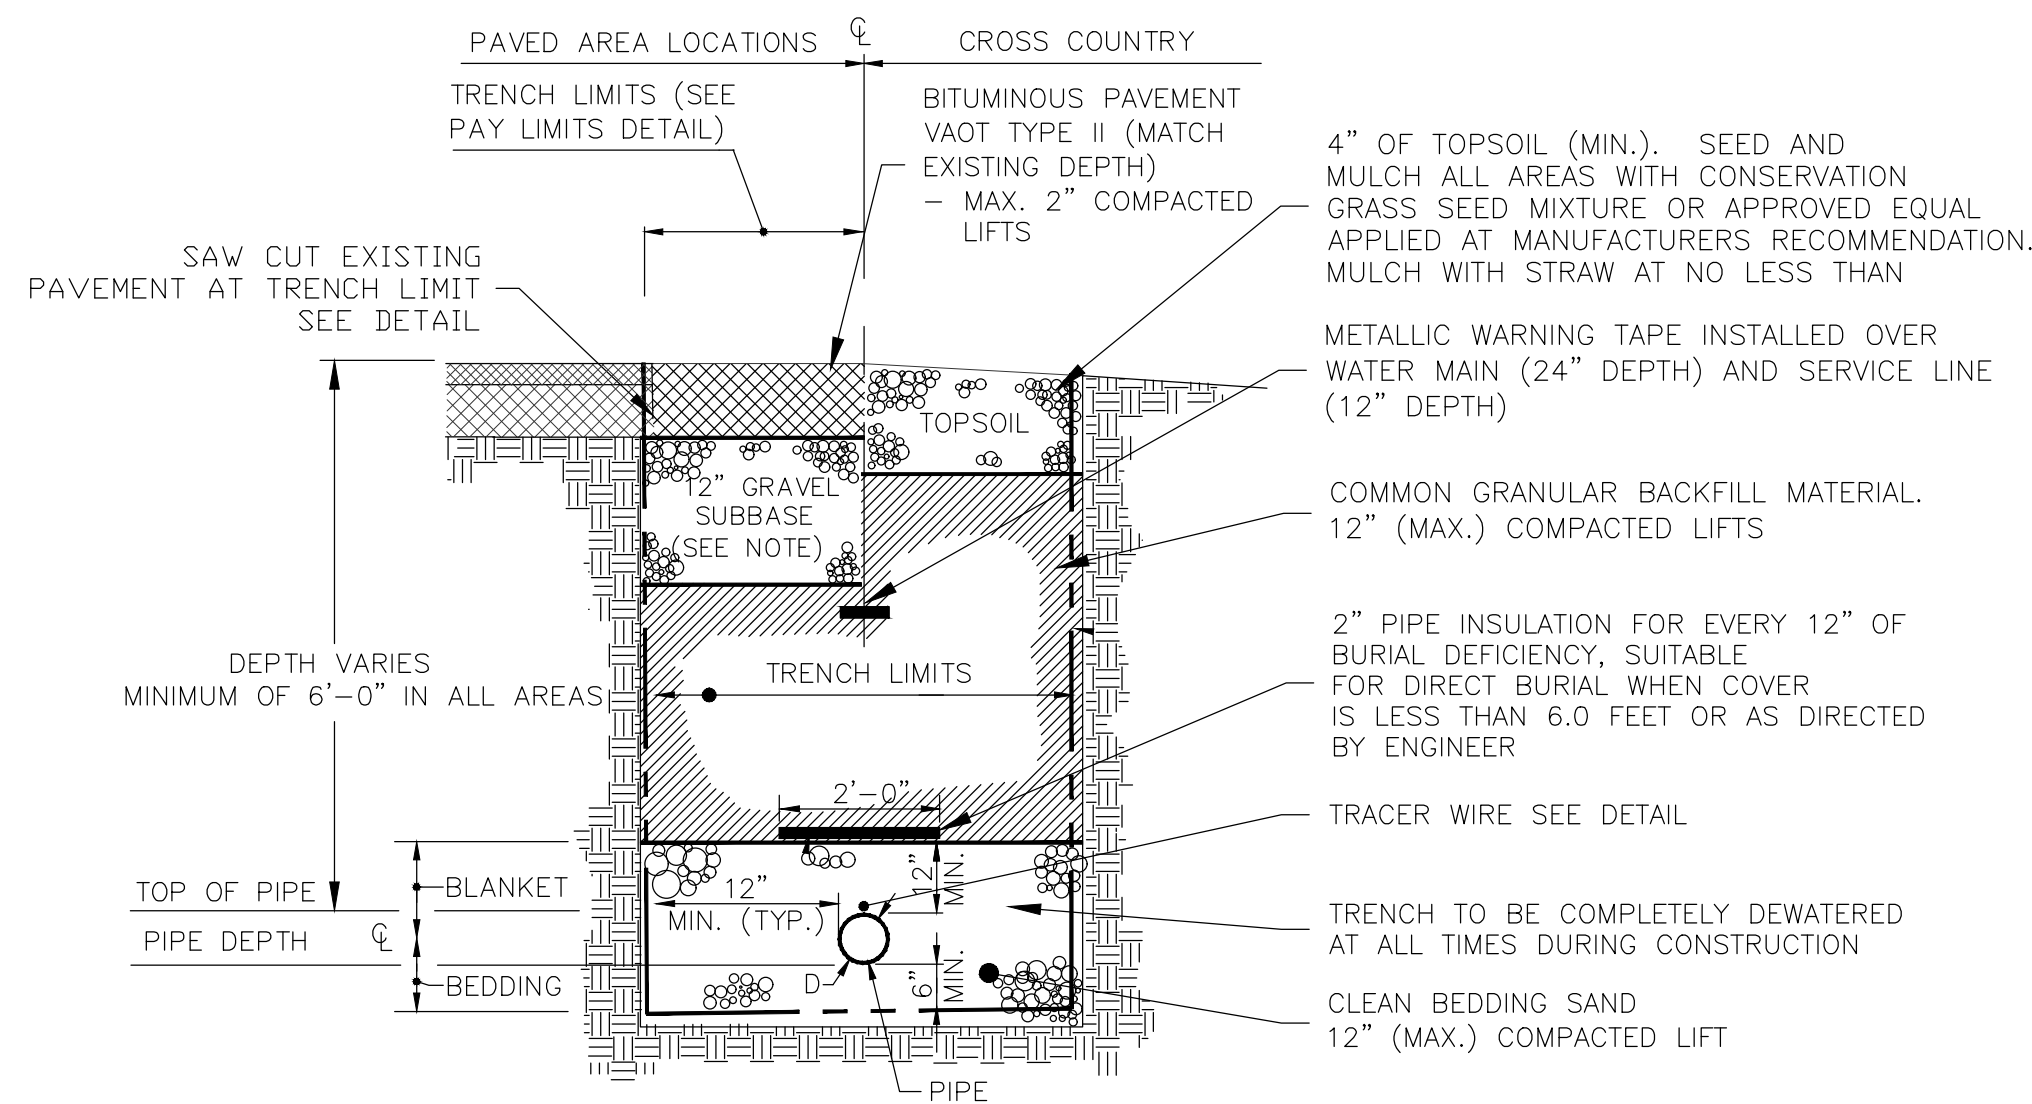 PAVED AREA LOCATIONS
℄
CROSS COUNTRY
TRENCH LIMITS (SEE
PAY LIMITS DETAIL)
BITUMINOUS PAVEMENT
VAOT TYPE II (MATCH
EXISTING DEPTH)
- MAX. 2" COMPACTED
LIFTS
4" OF TOPSOIL (MIN.). SEED AND
MULCH ALL AREAS WITH CONSERVATION
GRASS SEED MIXTURE OR APPROVED EQUAL
APPLIED AT MANUFACTURERS RECOMMENDATION.
MULCH WITH STRAW AT NO LESS THAN
SAW CUT EXISTING
PAVEMENT AT TRENCH LIMIT
SEE DETAIL
METALLIC WARNING TAPE INSTALLED OVER
WATER MAIN (24" DEPTH) AND SERVICE LINE
(12" DEPTH)
TOPSOIL
12" GRAVEL
SUBBASE
(SEE NOTE)
COMMON GRANULAR BACKFILL MATERIAL.
12" (MAX.) COMPACTED LIFTS
DEPTH VARIES
MINIMUM OF 6'-0" IN ALL AREAS
TRENCH LIMITS
2" PIPE INSULATION FOR EVERY 12" OF
BURIAL DEFICIENCY, SUITABLE
FOR DIRECT BURIAL WHEN COVER
IS LESS THAN 6.0 FEET OR AS DIRECTED
BY ENGINEER
2'-0"
TRACER WIRE SEE DETAIL
TOP OF PIPE
BLANKET
12"
MIN. (TYP.)
12"
MIN.
TRENCH TO BE COMPLETELY DEWATERED
AT ALL TIMES DURING CONSTRUCTION
PIPE DEPTH
℄
BEDDING
D
6"
MIN.
CLEAN BEDDING SAND
12" (MAX.) COMPACTED LIFT
PIPE